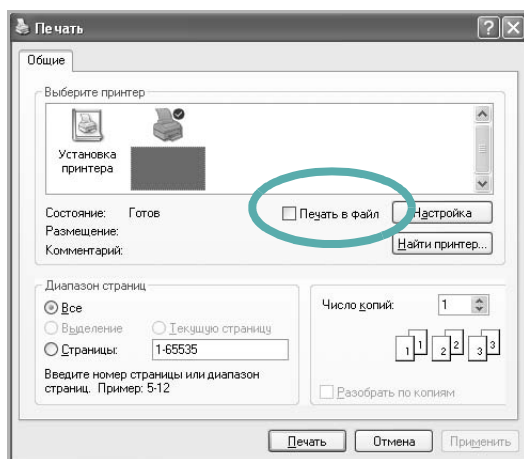 Печать
Общие
Выберите принтер
Установка
принтера
Состояние: Готов
Размещение:
Комментарий:
Печать в файл
Настройка
Найти принтер...
Диапазон страниц
Все
Выделение
Текущую страницу
Страницы: 1-65535
Введите номер страницы или диапазон
страниц. Пример: 5-12
Число копий: 1
1 1 2 2 3 3
Разобрать по копиям
Печать
Отмена
Применить